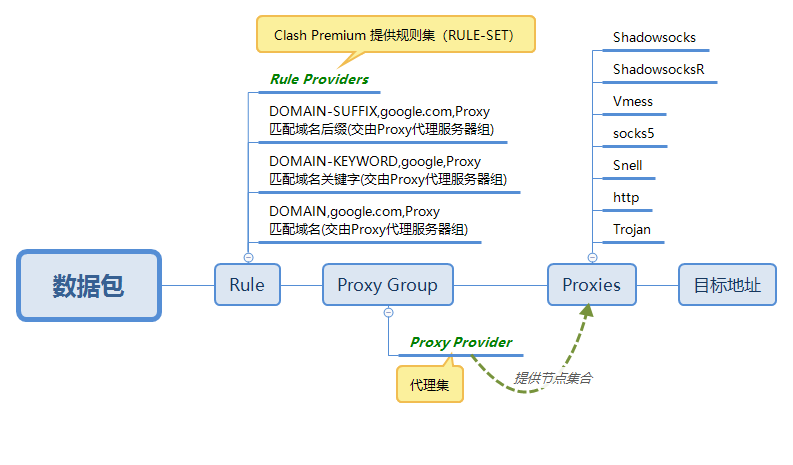 Clash Premium 提供规则集（RULE-SET）
Rule Providers
DOMAIN-SUFFIX,google.com,Proxy
匹配域名后缀(交由Proxy代理服务器组)
DOMAIN-KEYWORD,google,Proxy
匹配域名关键字(交由Proxy代理服务器组)
DOMAIN,google.com,Proxy
匹配域名(交由Proxy代理服务器组)
Shadowsocks
ShadowsocksR
Vmess
socks5
Snell
http
Trojan
数据包
Rule
Proxy Group
Proxies
目标地址
Proxy Provider
代理集
提供节点集合